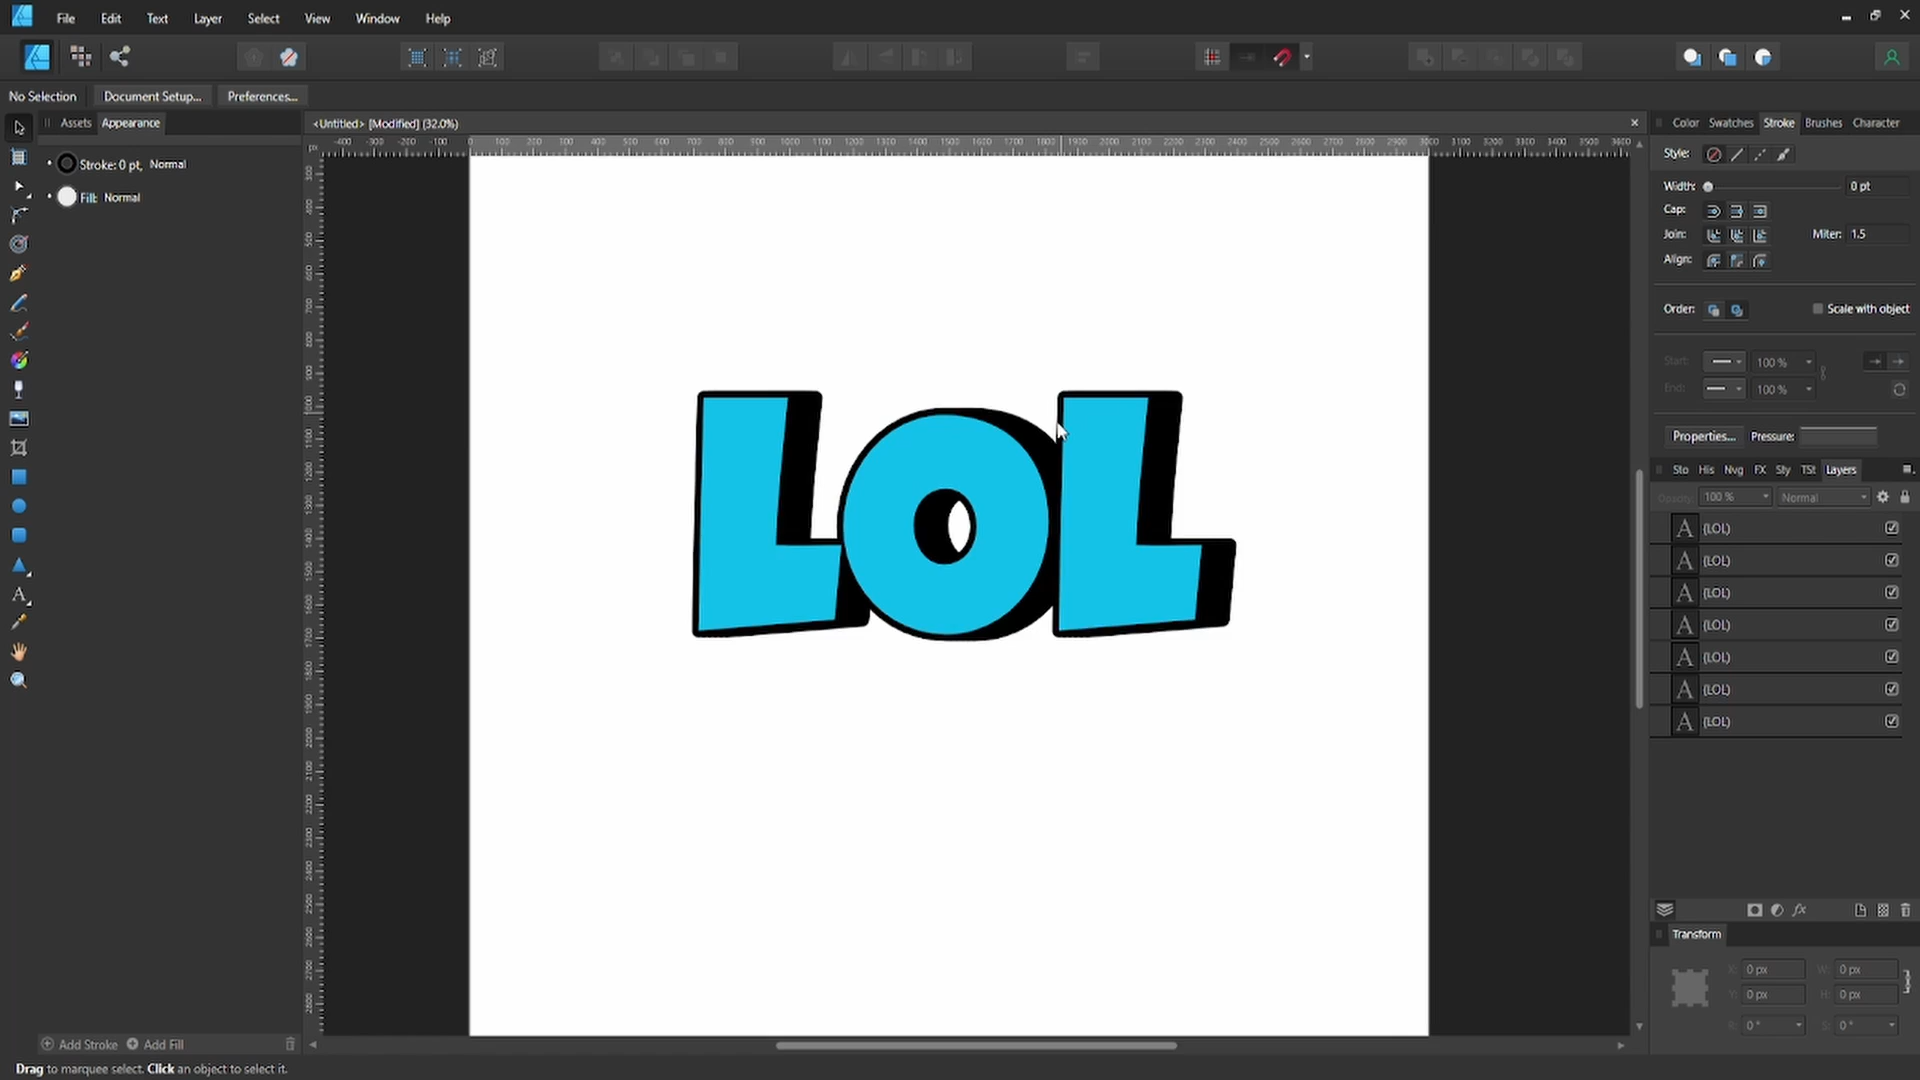 File Edit Text Layer Select View Window Help
No Selection Document Setup... Preferences...
Assets Appearance
<Untitled> [Modified] (32.0%)
Color Swatches Stroke Brushes Character
Stroke: 0 pt, Normal
Fill: Normal
Style:
Width: 0 pt
Cap:
Join: Miter: 1.5
Align:
Order: Scale with object
Start: 100 %
End: 100 %
Properties... Pressure:
Sto His Nvg FX Sty TSt Layers
Opacity: 100 % Normal
(LOL)
(LOL)
(LOL)
(LOL)
(LOL)
(LOL)
(LOL)
LOL
Transform
X: 0 px W: 0 px
Y: 0 px H: 0 px
R: 0 ° S: 0 °
Add Stroke Add Fill
Drag to marquee select. Click an object to select it.